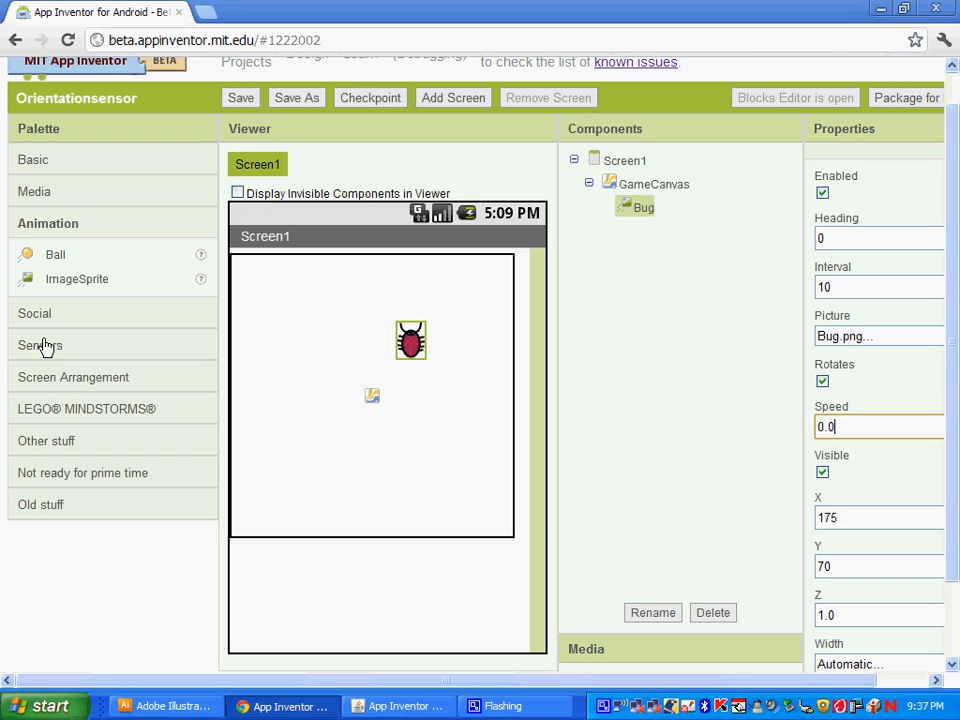 App Inventor for Android - Be
beta.appinventor.mit.edu/#1222002
MIT App Inventor
BETA
Projects
to check the list of known issues.
Orientationsensor
Save
Save As
Checkpoint
Add Screen
Remove Screen
Blocks Editor is open
Package for
Palette
Viewer
Components
Properties
Basic
Media
Animation
Ball
?
ImageSprite
?
Social
Sensors
Screen Arrangement
LEGO® MINDSTORMS®
Other stuff
Not ready for prime time
Old stuff
Screen1
Display Invisible Components in Viewer
5:09 PM
Screen1
Screen1
GameCanvas
Bug
Rename
Delete
Media
Enabled
Heading
0
Interval
10
Picture
Bug.png...
Rotates
Speed
0.0
Visible
X
175
Y
70
Z
1.0
Width
Automatic...
start
Adobe Illustra...
App Inventor ...
App Inventor ...
Flashing
9:37 PM